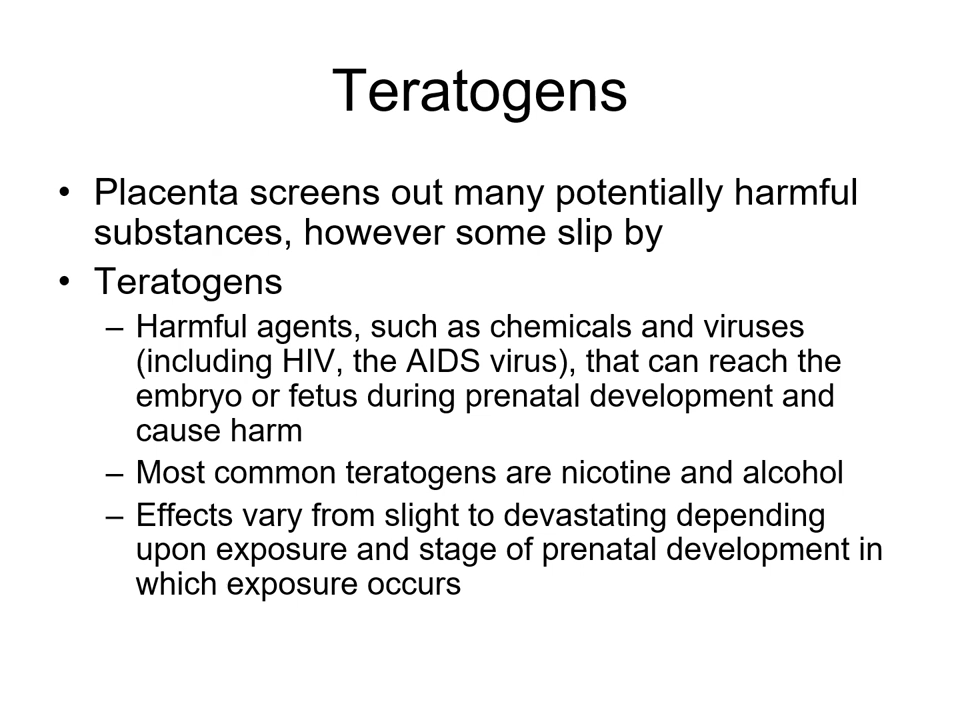 Teratogens
• Placenta screens out many potentially harmful
substances, however some slip by
• Teratogens
– Harmful agents, such as chemicals and viruses
(including HIV, the AIDS virus), that can reach the
embryo or fetus during prenatal development and
cause harm
– Most common teratogens are nicotine and alcohol
– Effects vary from slight to devastating depending
upon exposure and stage of prenatal development in
which exposure occurs